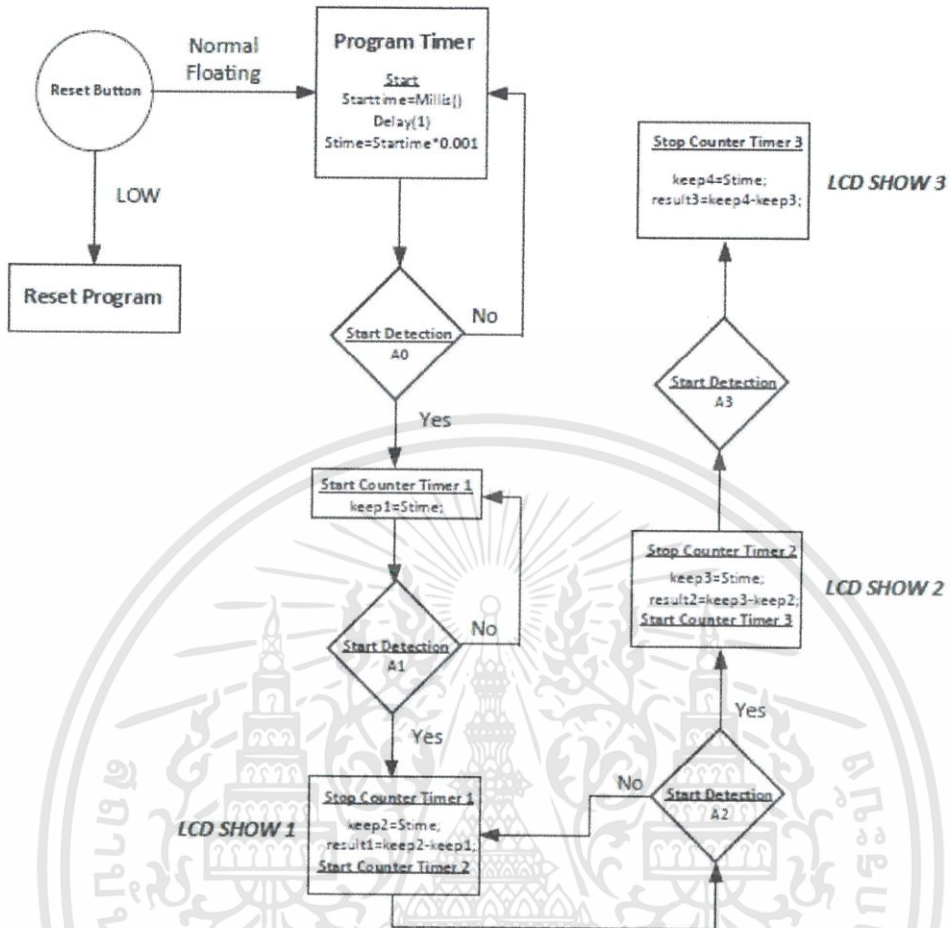 Reset Button
Normal
Floating
LOW
Reset Program
Program Timer
Start
Starttime=Millis()
Delay(1)
Stime=Startime*0.001
Start Detection
A0
No
Yes
Start Counter Timer 1
keep1=Stime;
Start Detection
A1
No
Yes
LCD SHOW 1
Stop Counter Timer 1
keep2=Stime;
result1=keep2-keep1;
Start Counter Timer 2
Start Detection
A2
No
Yes
Stop Counter Timer 2
keep3=Stime;
result2=keep3-keep2;
Start Counter Timer 3
LCD SHOW 2
Start Detection
A3
Stop Counter Timer 3
keep4=Stime;
result3=keep4-keep3;
LCD SHOW 3